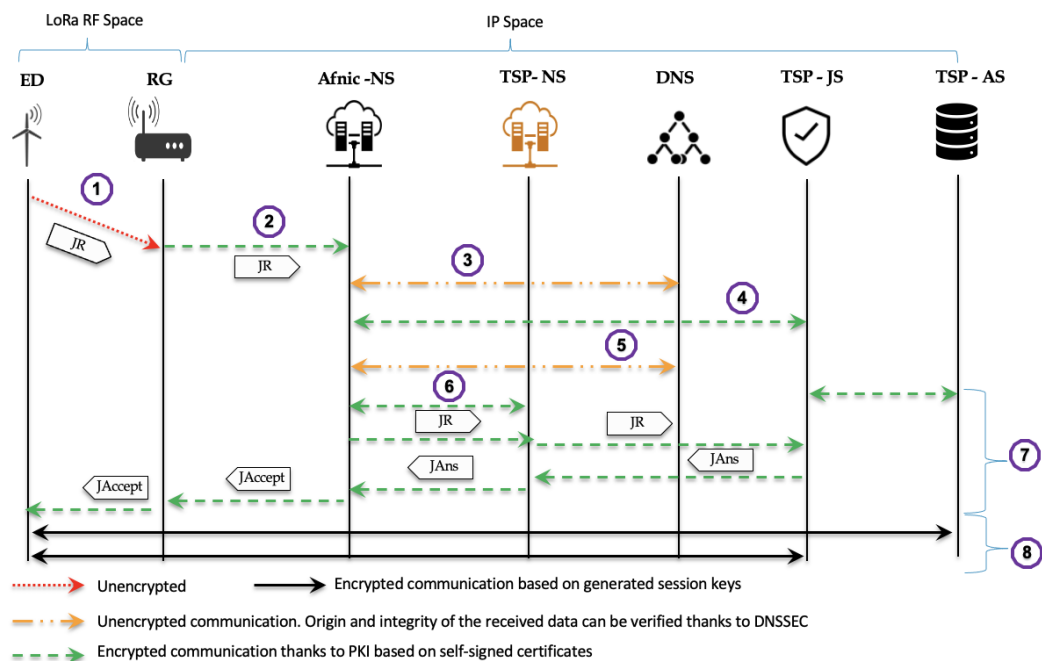 LoRa RF Space
IP Space
ED
RG
Afnic -NS
TSP- NS
DNS
TSP - JS
TSP - AS
1
JR
2
JR
3
4
5
6
JR
JR
7
JAns
JAns
JAccept
JAccept
8
Unencrypted
Encrypted communication based on generated session keys
Unencrypted communication. Origin and integrity of the received data can be verified thanks to DNSSEC
Encrypted communication thanks to PKI based on self-signed certificates